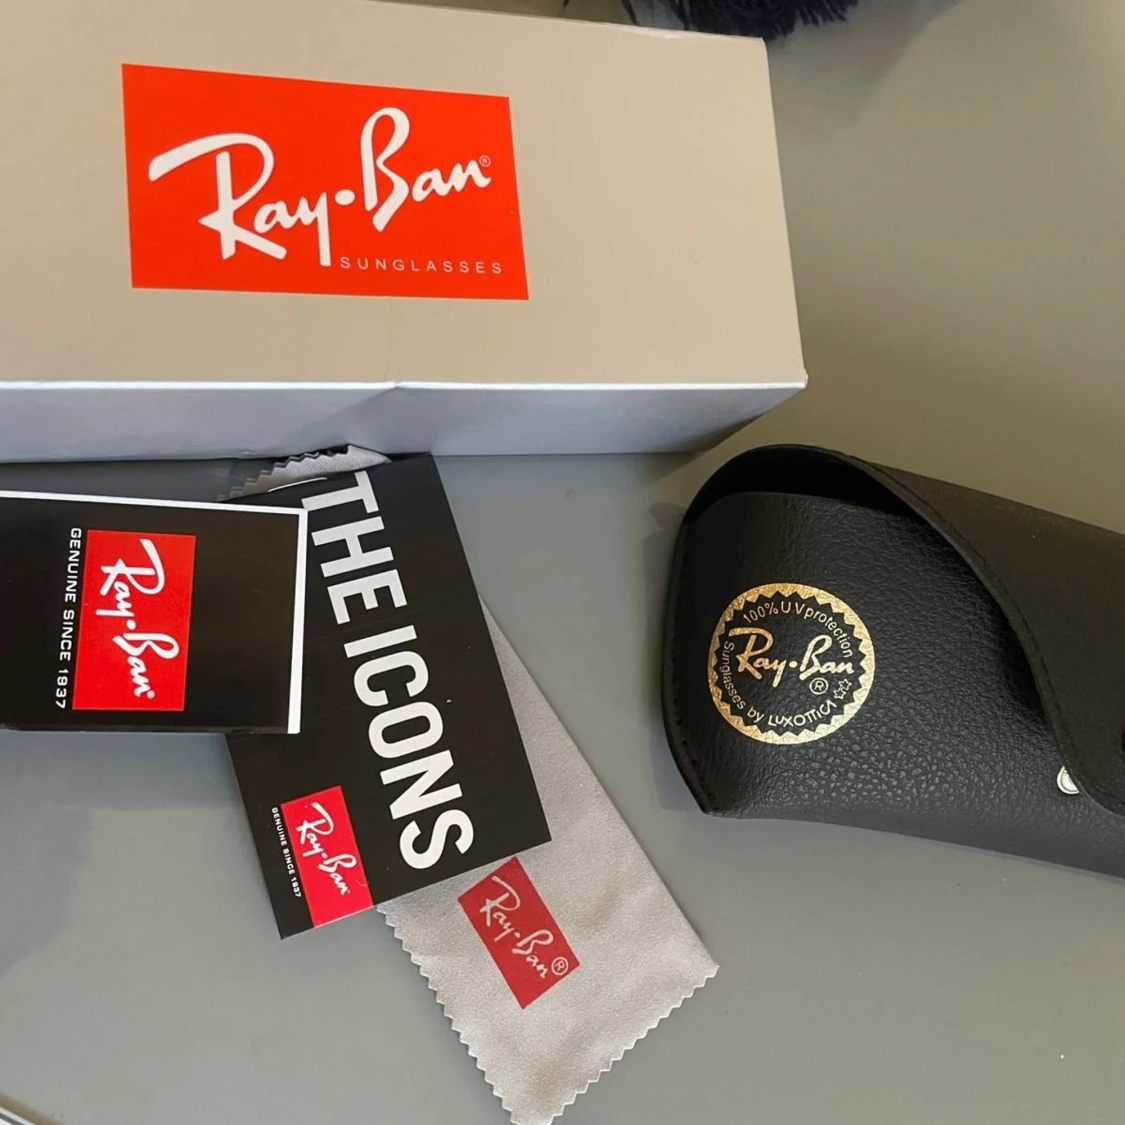 Ray-Ban®
SUNGLASSES
Ray-Ban
GENUINE SINCE 1937
THE ICONS
Ray-Ban
GENUINE SINCE 1937
Ray-Ban®
100% UV protection
Ray-Ban®
Sunglasses by LUXOTTICA